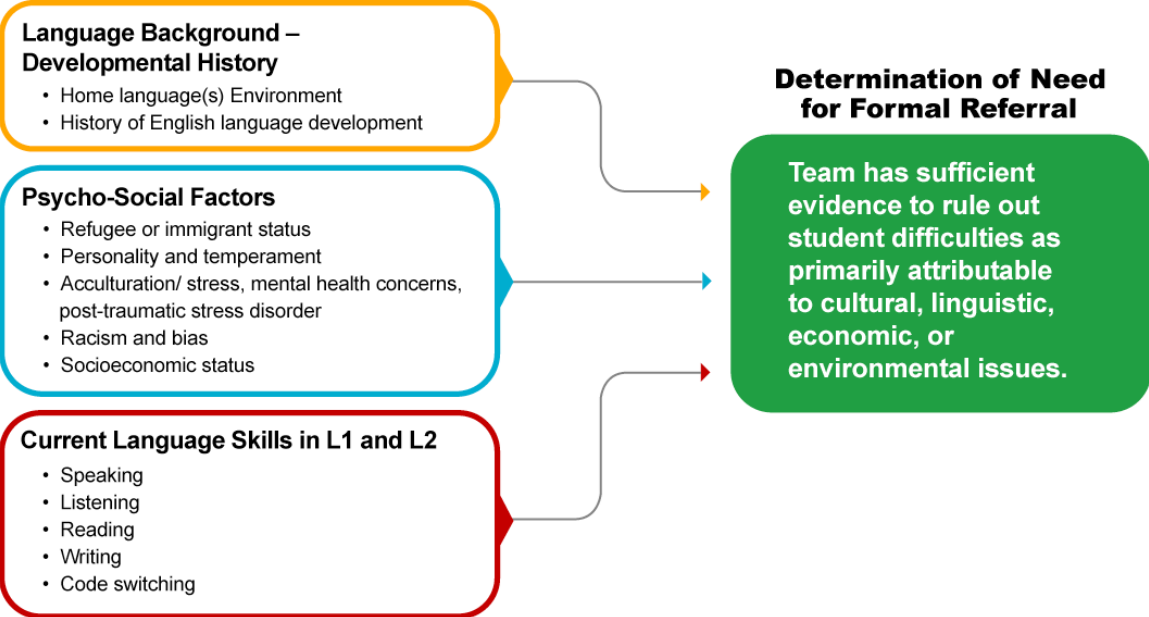 Language Background –
Developmental History
• Home language(s) Environment
• History of English language development
Psycho-Social Factors
• Refugee or immigrant status
• Personality and temperament
• Acculturation/ stress, mental health concerns,
post-traumatic stress disorder
• Racism and bias
• Socioeconomic status
Current Language Skills in L1 and L2
• Speaking
• Listening
• Reading
• Writing
• Code switching
Determination of Need
for Formal Referral
Team has sufficient
evidence to rule out
student difficulties as
primarily attributable
to cultural, linguistic,
economic, or
environmental issues.